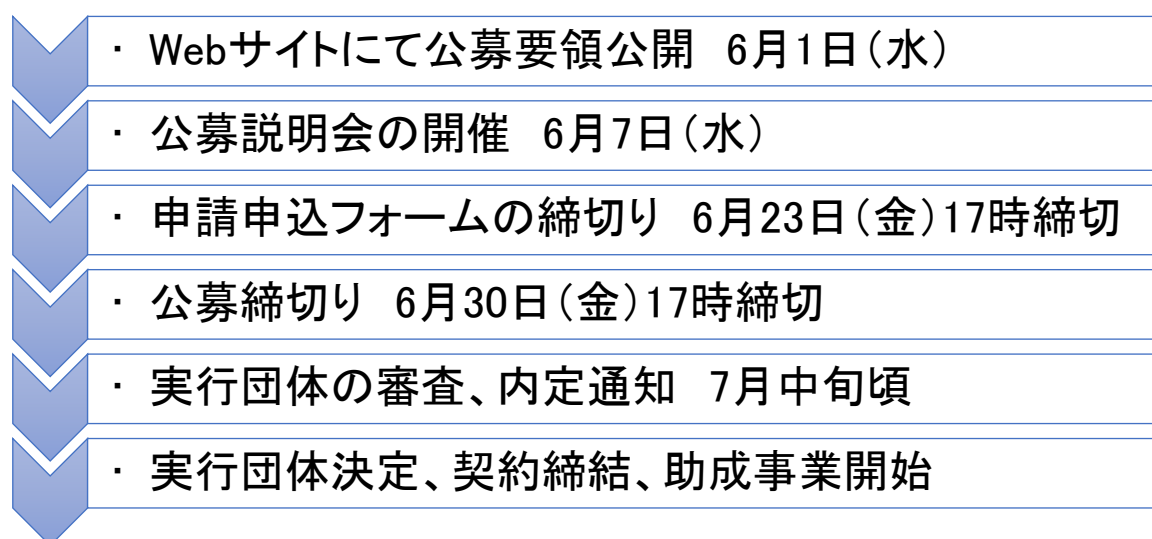 ・ Webサイトにて公募要領公開　6月1日（水）
・ 公募説明会の開催　6月7日（水）
・ 申請申込フォームの締切り　6月23日（金）17時締切
・ 公募締切り　6月30日（金）17時締切
・ 実行団体の審査、内定通知　7月中旬頃
・ 実行団体決定、契約締結、助成事業開始